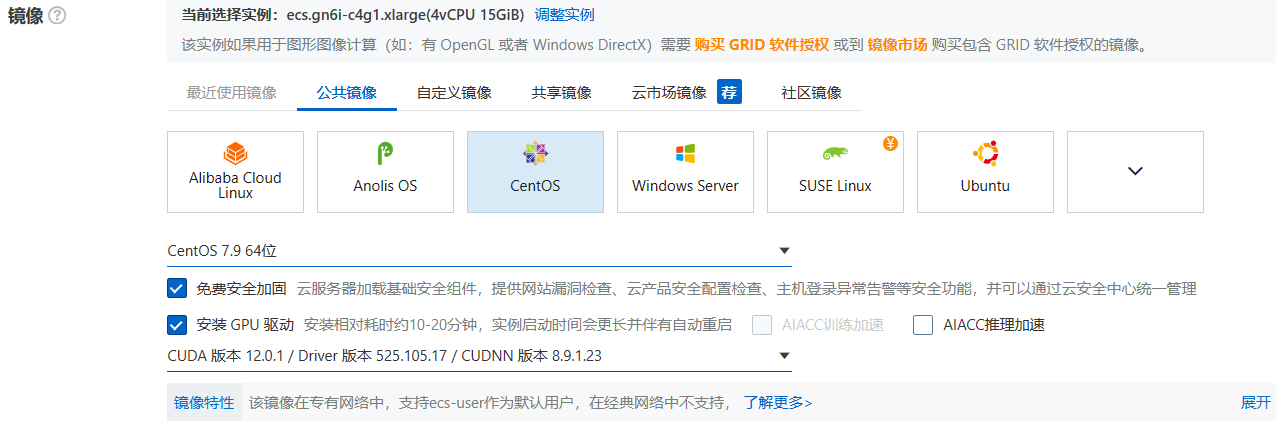 镜像 ?
当前选择实例：ecs.gn6i-c4g1.xlarge(4vCPU 15GiB) 调整实例
该实例如果用于图形图像计算（如：有 OpenGL 或者 Windows DirectX）需要 购买 GRID 软件授权 或到 镜像市场 购买包含 GRID 软件授权的镜像。
最近使用镜像 公共镜像 自定义镜像 共享镜像 云市场镜像 荐 社区镜像
Alibaba Cloud Linux
Anolis OS
CentOS
Windows Server
SUSE Linux
¥
Ubuntu
CentOS 7.9 64位
免费安全加固 云服务器加载基础安全组件，提供网站漏洞检查、云产品安全配置检查、主机登录异常告警等安全功能，并可以通过云安全中心统一管理
安装 GPU 驱动 安装相对耗时约10-20分钟，实例启动时间会更长并伴有自动重启 AIACC训练加速 AIACC推理加速
CUDA 版本 12.0.1 / Driver 版本 525.105.17 / CUDNN 版本 8.9.1.23
镜像特性 该镜像在专有网络中，支持ecs-user作为默认用户，在经典网络中不支持， 了解更多> 展开